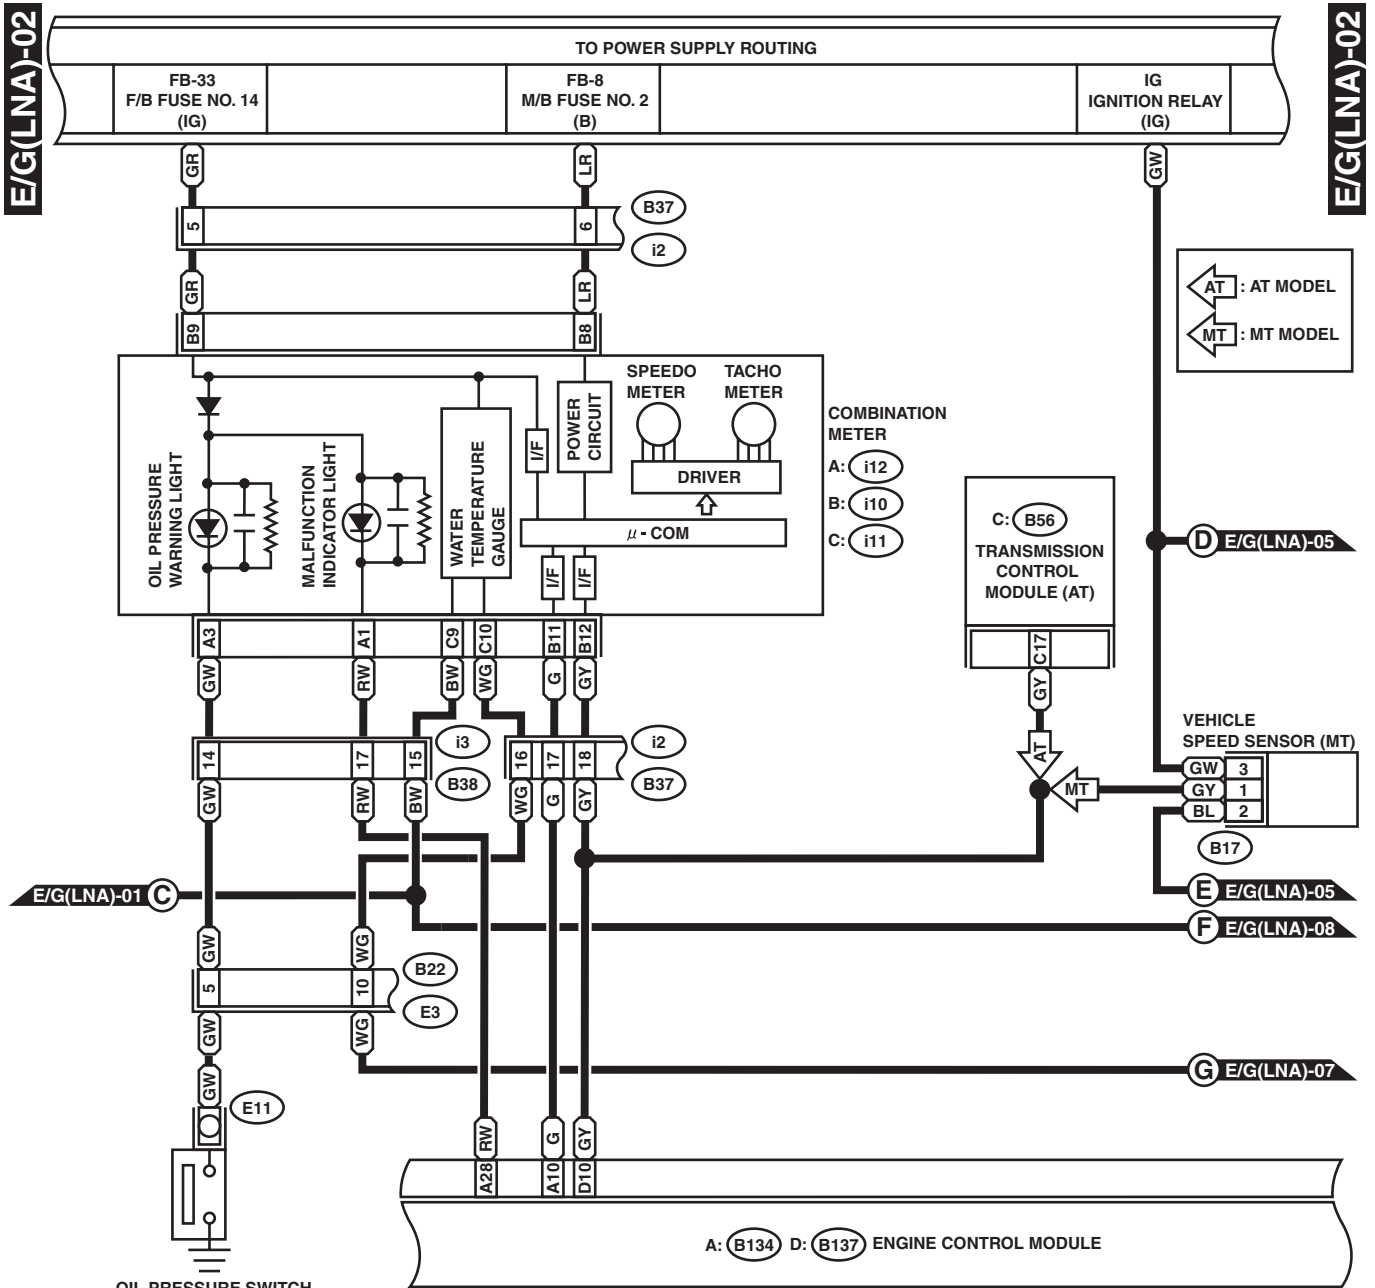 E/G(LNA)-02
E/G(LNA)-02
TO POWER SUPPLY ROUTING
FB-33
F/B FUSE NO. 14
(IG)
FB-8
M/B FUSE NO. 2
(B)
IG
IGNITION RELAY
(IG)
GR
LR
GW
5
6
B37
i2
GR
LR
B9
B8
AT : AT MODEL
MT : MT MODEL
OIL PRESSURE
WARNING LIGHT
MALFUNCTION
INDICATOR LIGHT
WATER
TEMPERATURE
GAUGE
I/F
POWER
CIRCUIT
SPEEDO
METER
TACHO
METER
DRIVER
μ - COM
I/F
I/F
COMBINATION
METER
A: i12
B: i10
C: i11
C: B56
TRANSMISSION
CONTROL
MODULE (AT)
C17
GY
AT
MT
D E/G(LNA)-05
A3
A1
C9
C10
B11
B12
GW
RW
BW
WG
G
GY
i3
B38
i2
B37
14
17
15
16
17
18
GW
RW
BW
WG
G
GY
VEHICLE
SPEED SENSOR (MT)
GW 3
GY 1
BL 2
B17
E/G(LNA)-01 C
E E/G(LNA)-05
F E/G(LNA)-08
GW
WG
5
10
B22
E3
GW
WG
G E/G(LNA)-07
GW
E11
RW
G
GY
A28
A10
D10
A: B134 D: B137 ENGINE CONTROL MODULE
OIL PRESSURE SWITCH